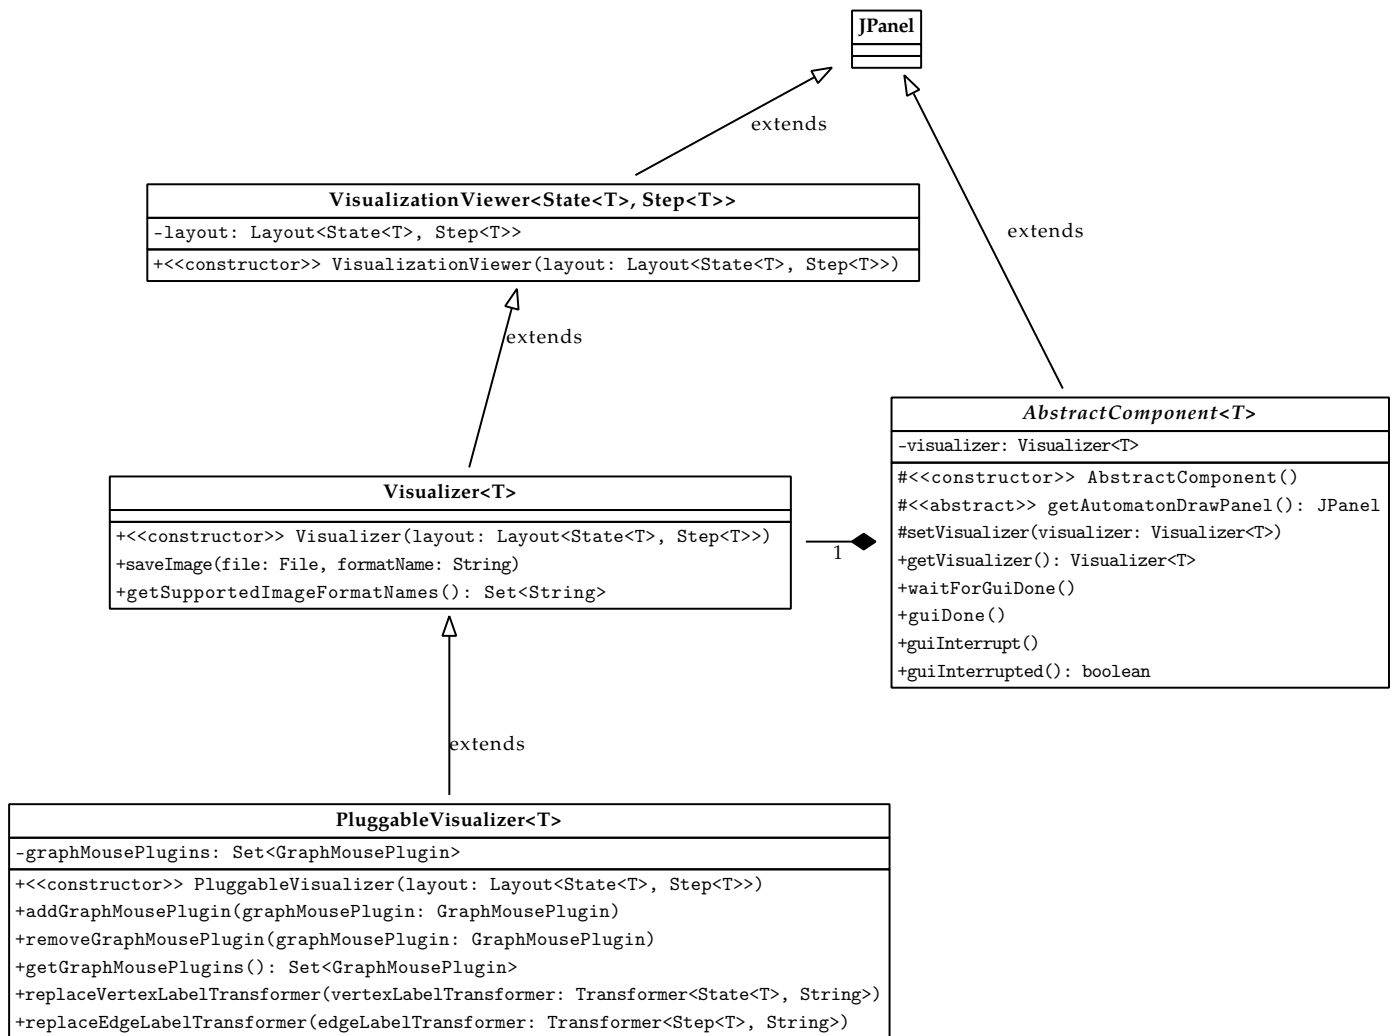 JPanel
extends
VisualizationViewer<State<T>, Step<T>>
-layout: Layout<State<T>, Step<T>>
+<<constructor>> VisualizationViewer(layout: Layout<State<T>, Step<T>>)
extends
extends
AbstractComponent<T>
-visualizer: Visualizer<T>
#<<constructor>> AbstractComponent()
#<<abstract>> getAutomatonDrawPanel(): JPanel
#setVisualizer(visualizer: Visualizer<T>)
+getVisualizer(): Visualizer<T>
+waitForGuiDone()
+guiDone()
+guiInterrupt()
+guiInterrupted(): boolean
Visualizer<T>
+<<constructor>> Visualizer(layout: Layout<State<T>, Step<T>>)
+saveImage(file: File, formatName: String)
+getSupportedImageFormatNames(): Set<String>
1
extends
PluggableVisualizer<T>
-graphMousePlugins: Set<GraphMousePlugin>
+<<constructor>> PluggableVisualizer(layout: Layout<State<T>, Step<T>>)
+addGraphMousePlugin(graphMousePlugin: GraphMousePlugin)
+removeGraphMousePlugin(graphMousePlugin: GraphMousePlugin)
+getGraphMousePlugins(): Set<GraphMousePlugin>
+replaceVertexLabelTransformer(vertexLabelTransformer: Transformer<State<T>, String>)
+replaceEdgeLabelTransformer(edgeLabelTransformer: Transformer<Step<T>, String>)